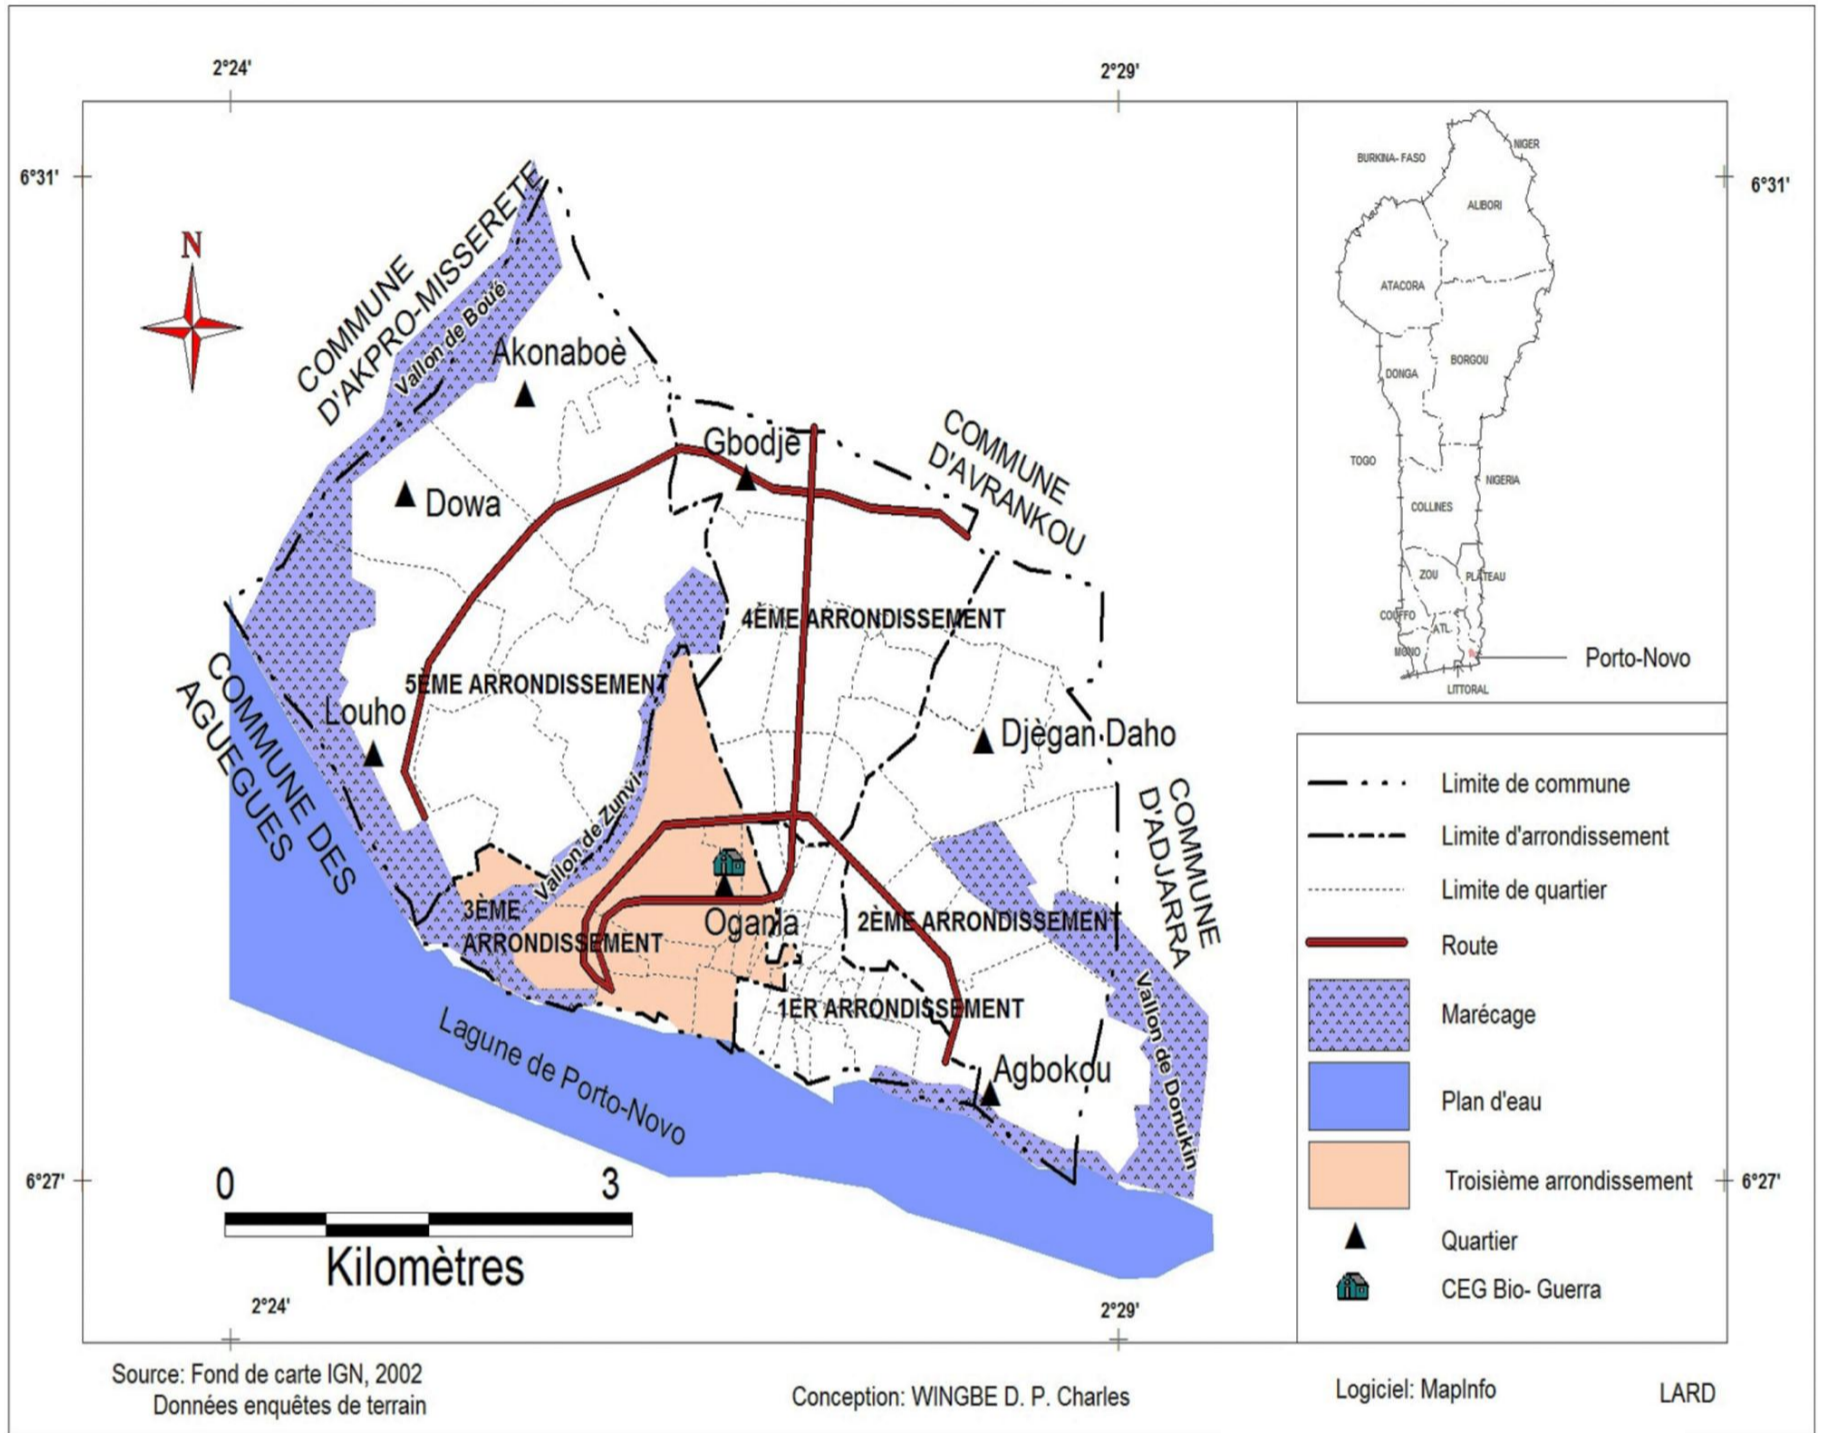 2°24'
2°29'
6°31'
6°31'
N
COMMUNE
D'AKPRO-MISSERETE
Vallon de Boué
Akonaboè
Dowa
Gbodjè
COMMUNE
D'AVRANKOU
4ÈME ARRONDISSEMENT
5ÈME ARRONDISSEMENT
Louho
COMMUNE DES
AGUEGUES
Djègan Daho
COMMUNE
D'ADJARRA
Vallon de Zunvi
3ÈME
ARRONDISSEMENT
Ogania
2ÈME ARRONDISSEMENT
1ER ARRONDISSEMENT
Vallon de Donukin
Agbokou
Lagune de Porto-Novo
6°27'
6°27'
0 3
Kilomètres
2°24'
2°29'
BURKINA- FASO
NIGER
ALIBORI
ATACORA
BORGOU
DONGA
TOGO
NIGERIA
COLLINES
ZOU
PLATEAU
COUFFO
ATL
MONO
LITTORAL
Porto-Novo
Limite de commune
Limite d'arrondissement
Limite de quartier
Route
Marécage
Plan d'eau
Troisième arrondissement
Quartier
CEG Bio- Guerra
Source: Fond de carte IGN, 2002
Données enquêtes de terrain
Conception: WINGBE D. P. Charles
Logiciel: MapInfo
LARD